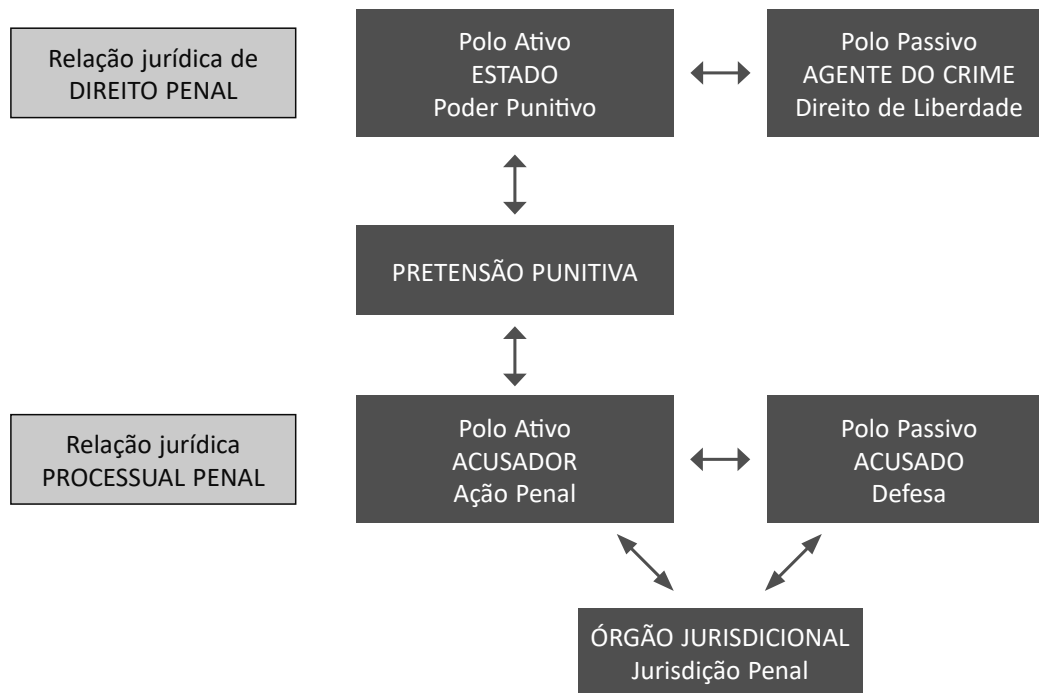 Relação jurídica de
DIREITO PENAL
Polo Ativo
ESTADO
Poder Punitivo
Polo Passivo
AGENTE DO CRIME
Direito de Liberdade
PRETENSÃO PUNITIVA
Relação jurídica
PROCESSUAL PENAL
Polo Ativo
ACUSADOR
Ação Penal
Polo Passivo
ACUSADO
Defesa
ÓRGÃO JURISDICIONAL
Jurisdição Penal